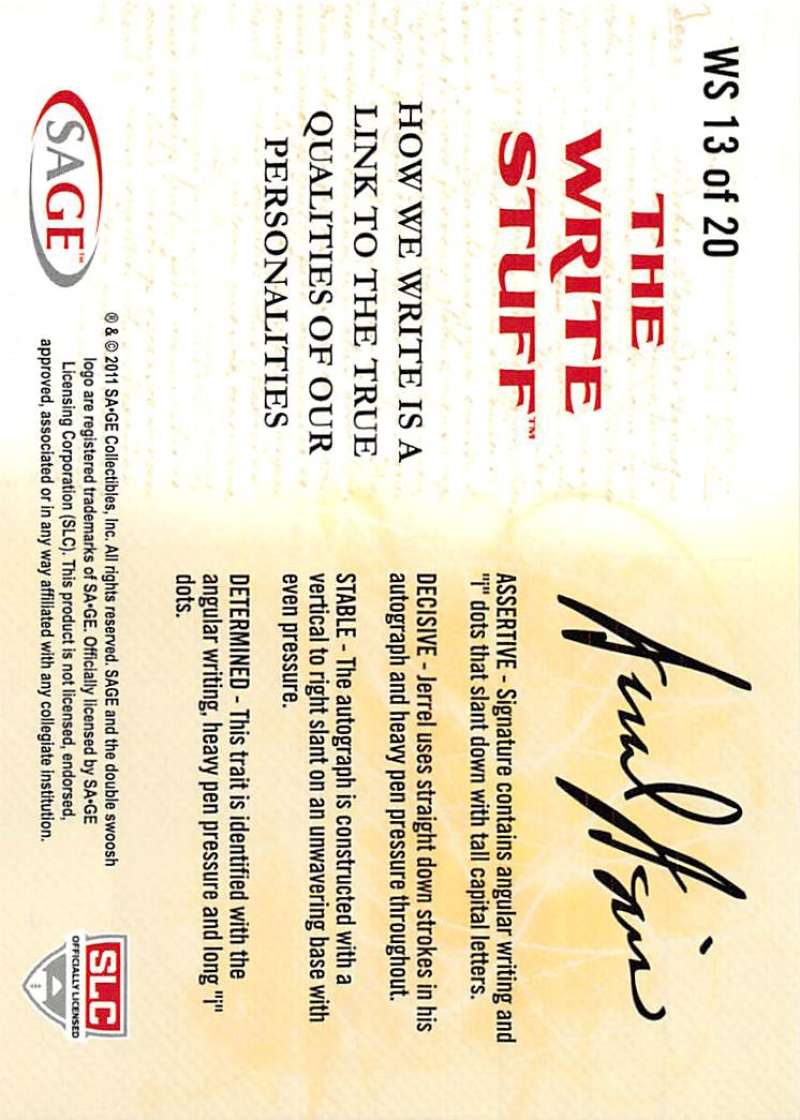 WS 13 of 20
THE
WRITE
STUFF™
HOW WE WRITE IS A
LINK TO THE TRUE
QUALITIES OF OUR
PERSONALITIES
ASSERTIVE - Signature contains angular writing and
"i" dots that slant down with tall capital letters.
DECISIVE - Jerrel uses straight down strokes in his
autograph and heavy pen pressure throughout.
STABLE - The autograph is constructed with a
vertical to right slant on an unwavering base with
even pressure.
DETERMINED - This trait is identified with the
angular writing, heavy pen pressure and long "i"
dots.
SAGE™
® & © 2011 SA•GE Collectibles, Inc. All rights reserved. SAGE and the double swoosh
logo are registered trademarks of SA•GE. Officially licensed by SA•GE
Licensing Corporation (SLC). This product is not licensed, endorsed,
approved, associated or in any way affiliated with any collegiate institution.
SLC
OFFICIALLY LICENSED